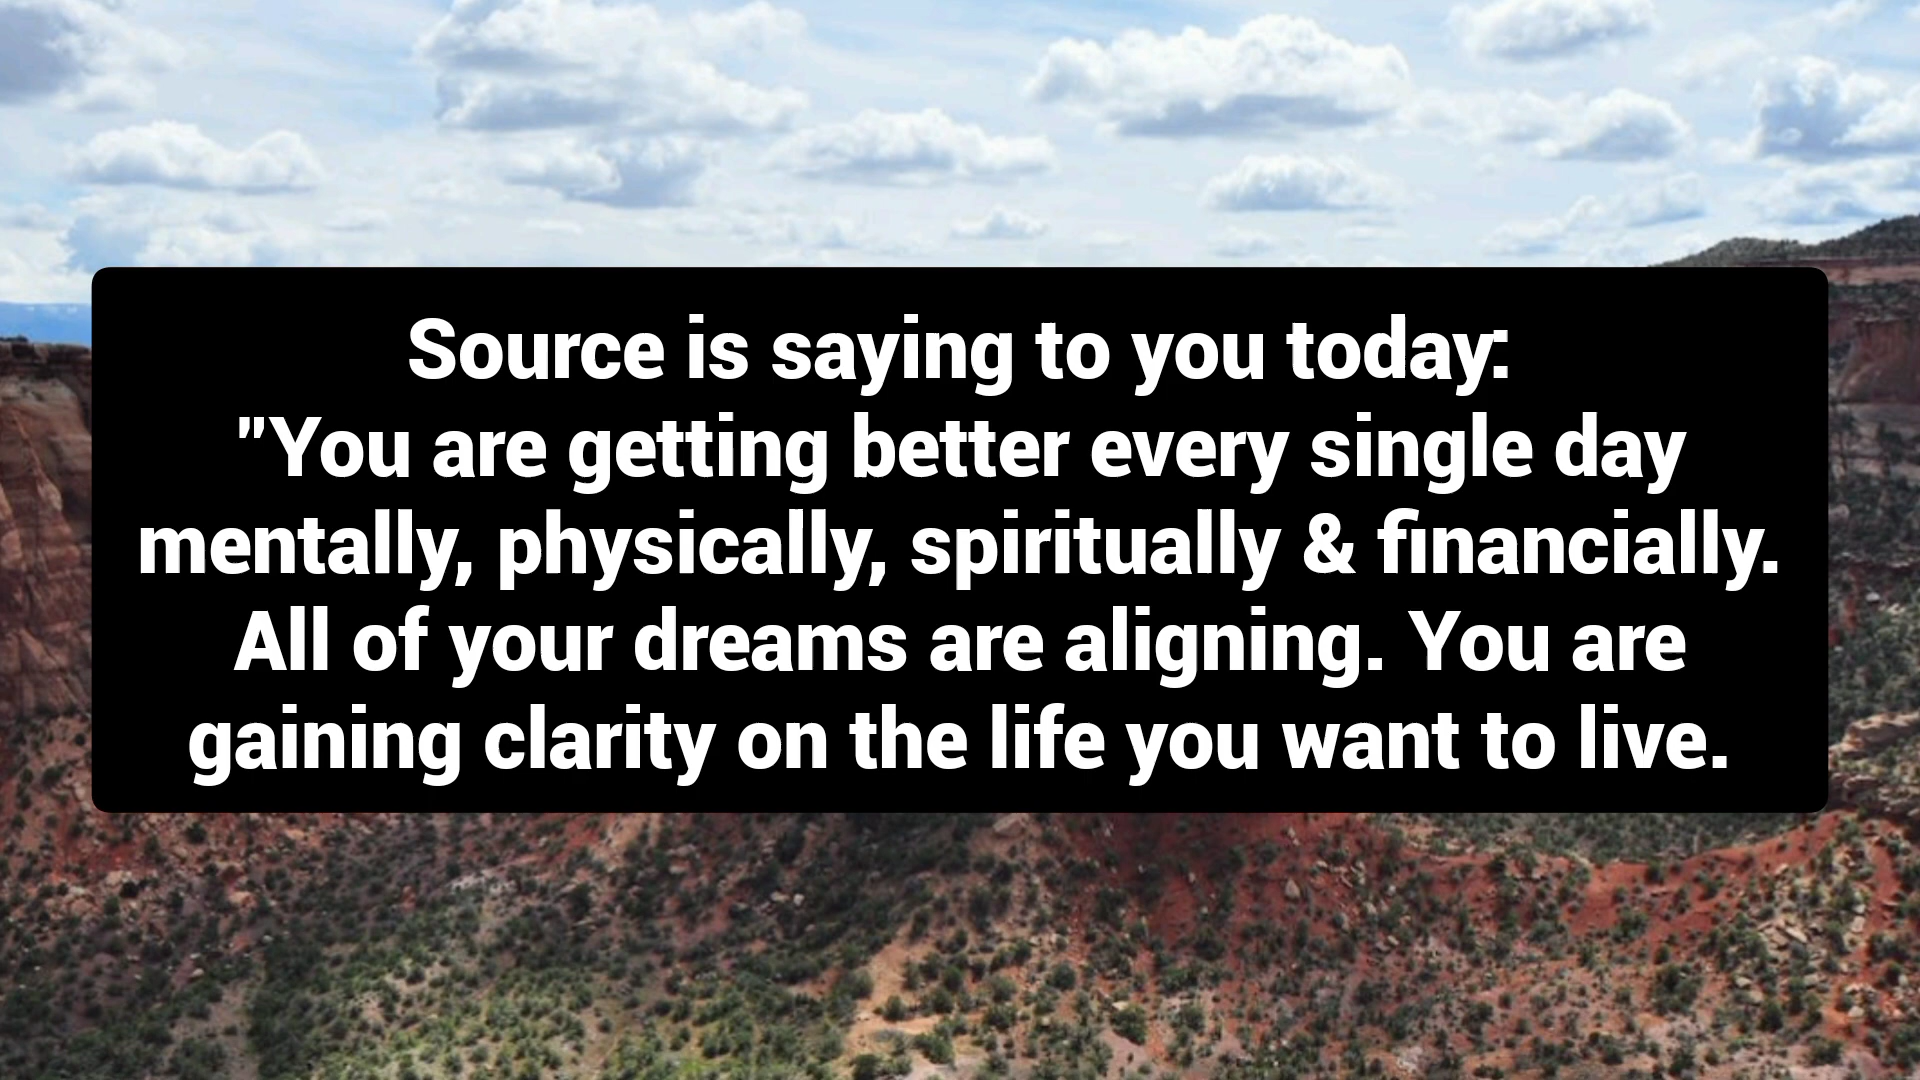 Source is saying to you today:
"You are getting better every single day
mentally, physically, spiritually & financially.
All of your dreams are aligning. You are
gaining clarity on the life you want to live.